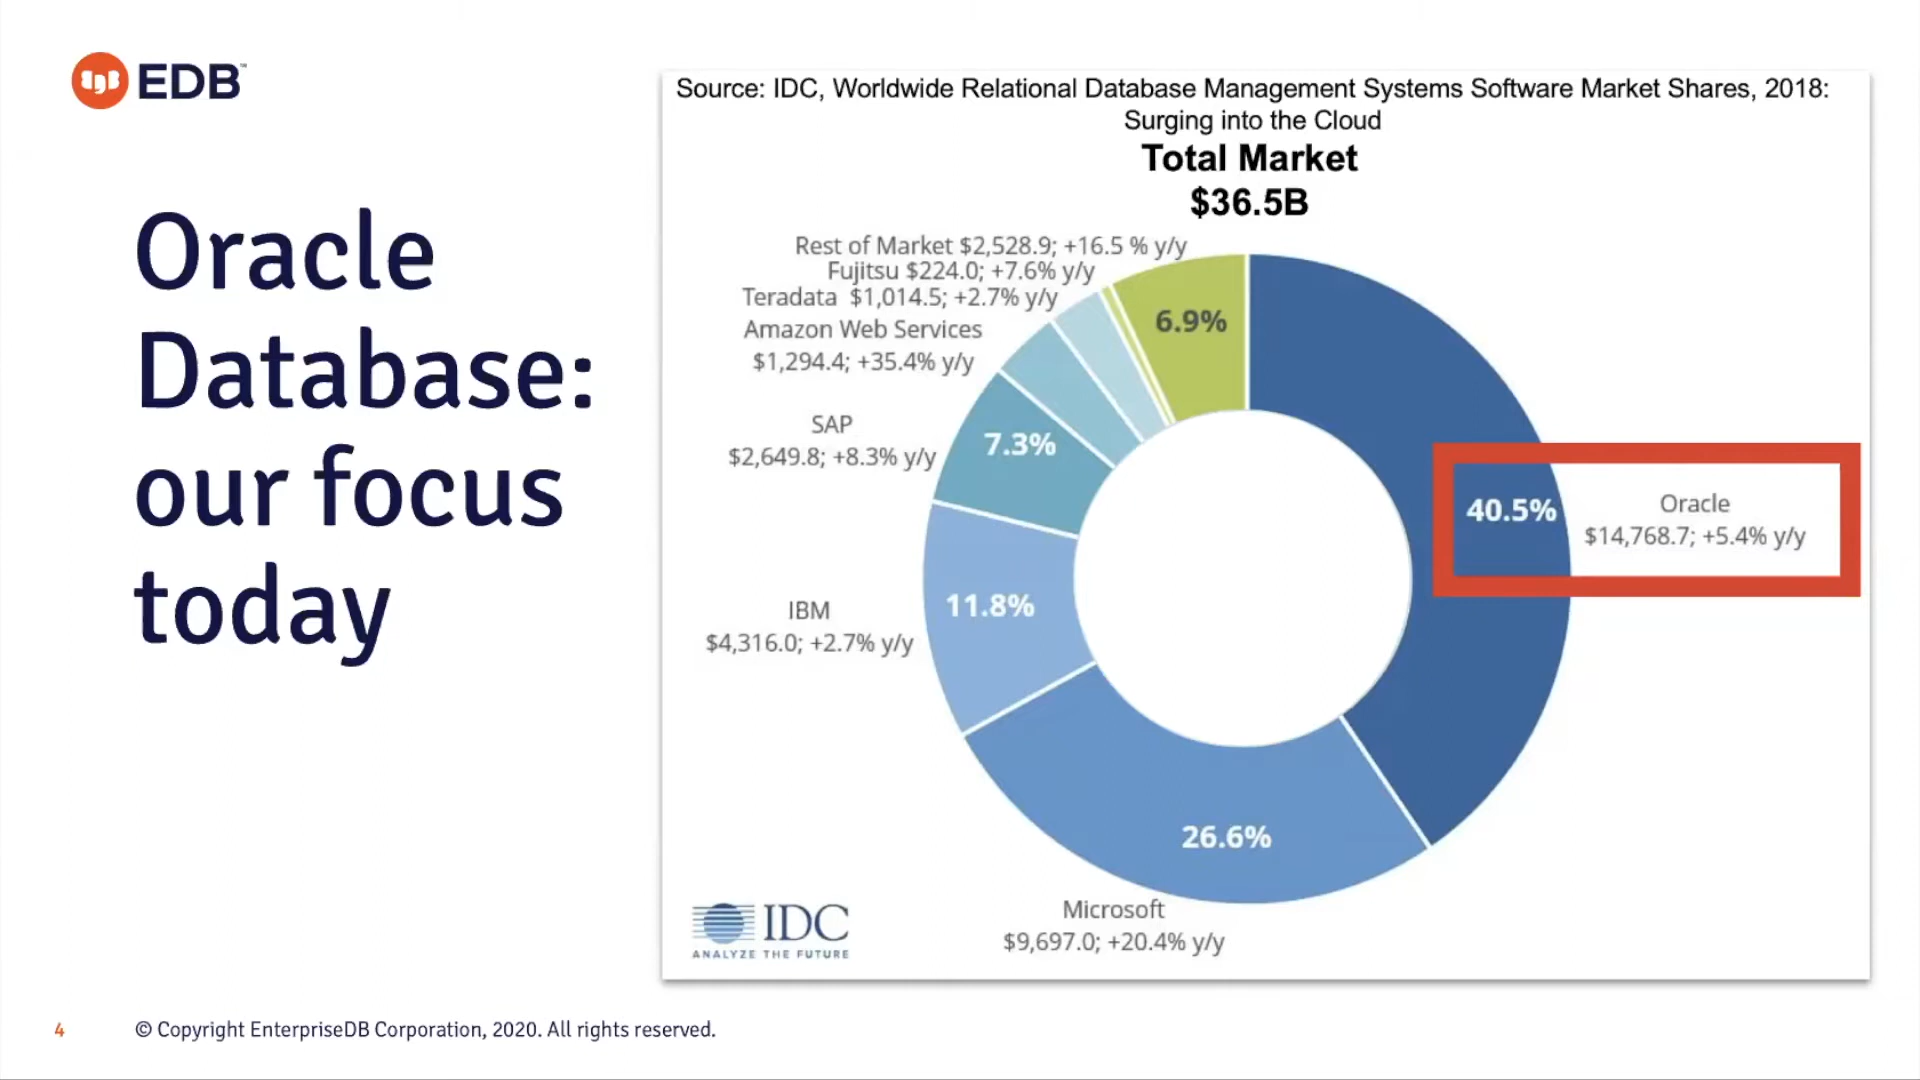 EDB™
Oracle
Database:
our focus
today
Source: IDC, Worldwide Relational Database Management Systems Software Market Shares, 2018:
Surging into the Cloud
Total Market
$36.5B
Rest of Market $2,528.9; +16.5 % y/y
Fujitsu $224.0; +7.6% y/y
Teradata $1,014.5; +2.7% y/y
Amazon Web Services
$1,294.4; +35.4% y/y
6.9%
SAP
$2,649.8; +8.3% y/y
7.3%
40.5%
Oracle
$14,768.7; +5.4% y/y
IBM
$4,316.0; +2.7% y/y
11.8%
26.6%
Microsoft
$9,697.0; +20.4% y/y
IDC
ANALYZE THE FUTURE
4
© Copyright EnterpriseDB Corporation, 2020. All rights reserved.